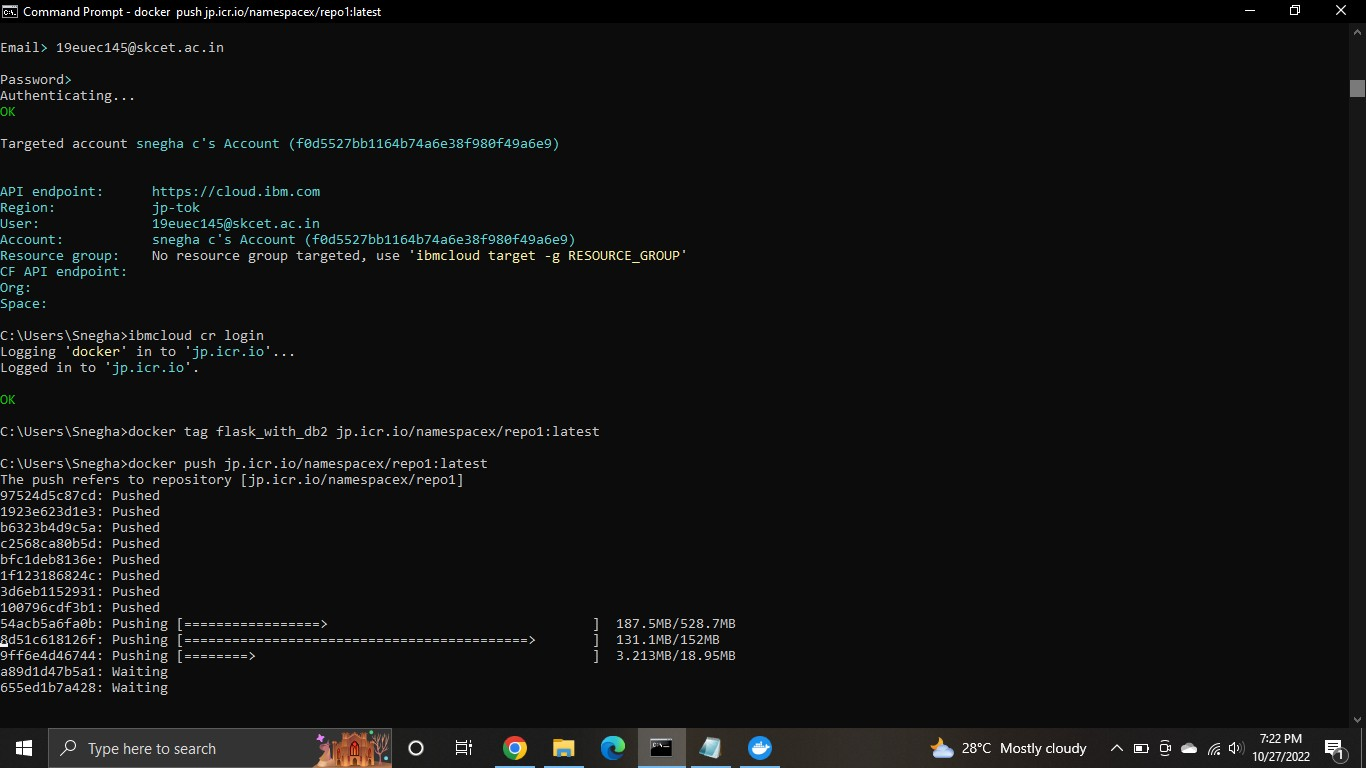 Command Prompt - docker  push jp.icr.io/namespacex/repo1:latest
Email> 19euec145@skcet.ac.in
Password>
Authenticating...
OK
Targeted account snegha c's Account (f0d5527bb1164b74a6e38f980f49a6e9)
API endpoint:      https://cloud.ibm.com
Region:            jp-tok
User:              19euec145@skcet.ac.in
Account:           snegha c's Account (f0d5527bb1164b74a6e38f980f49a6e9)
Resource group:    No resource group targeted, use 'ibmcloud target -g RESOURCE_GROUP'
CF API endpoint:
Org:
Space:
C:\Users\Snegha>ibmcloud cr login
Logging 'docker' in to 'jp.icr.io'...
Logged in to 'jp.icr.io'.
OK
C:\Users\Snegha>docker tag flask_with_db2 jp.icr.io/namespacex/repo1:latest
C:\Users\Snegha>docker push jp.icr.io/namespacex/repo1:latest
The push refers to repository [jp.icr.io/namespacex/repo1]
97524d5c87cd: Pushed
1923e623d1e3: Pushed
b6323b4d9c5a: Pushed
c2568ca80b5d: Pushed
bfc1deb8136e: Pushed
1f123186824c: Pushed
3d6eb1152931: Pushed
100796cdf3b1: Pushed
54acb5a6fa0b: Pushing [=================>                                 ]  187.5MB/528.7MB
8d51c618126f: Pushing [===========================================>       ]  131.1MB/152MB
9ff6e4d46744: Pushing [========>                                          ]  3.213MB/18.95MB
a89d1d47b5a1: Waiting
655ed1b7a428: Waiting
Type here to search
28°C Mostly cloudy
7:22 PM
10/27/2022
1